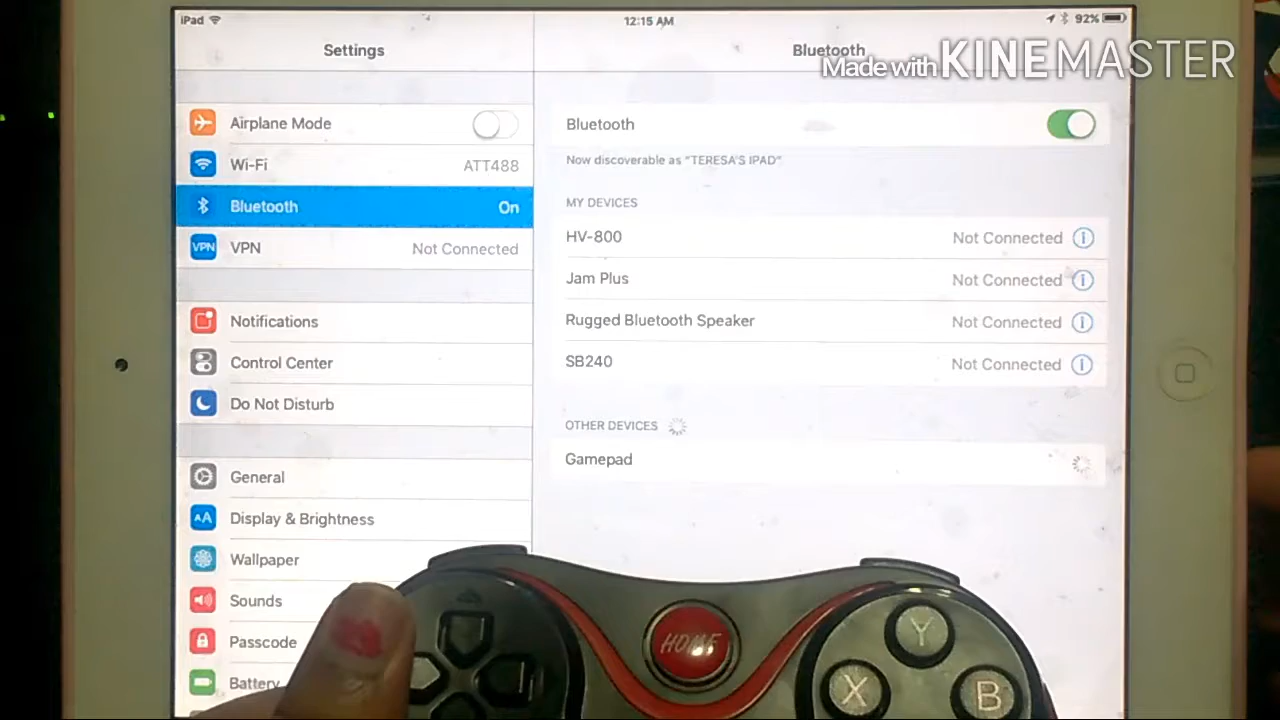 iPad 12:15 AM 92%
Settings
Bluetooth
Made with KINEMASTER
Airplane Mode
Wi-Fi ATT488
Bluetooth On
VPN VPN Not Connected
Notifications
Control Center
Do Not Disturb
General
AA Display & Brightness
Wallpaper
Sounds
Passcode
Battery
Bluetooth
Now discoverable as "TERESA'S IPAD"
MY DEVICES
HV-800 Not Connected i
Jam Plus Not Connected i
Rugged Bluetooth Speaker Not Connected i
SB240 Not Connected i
OTHER DEVICES
Gamepad
HOME
Y
X B